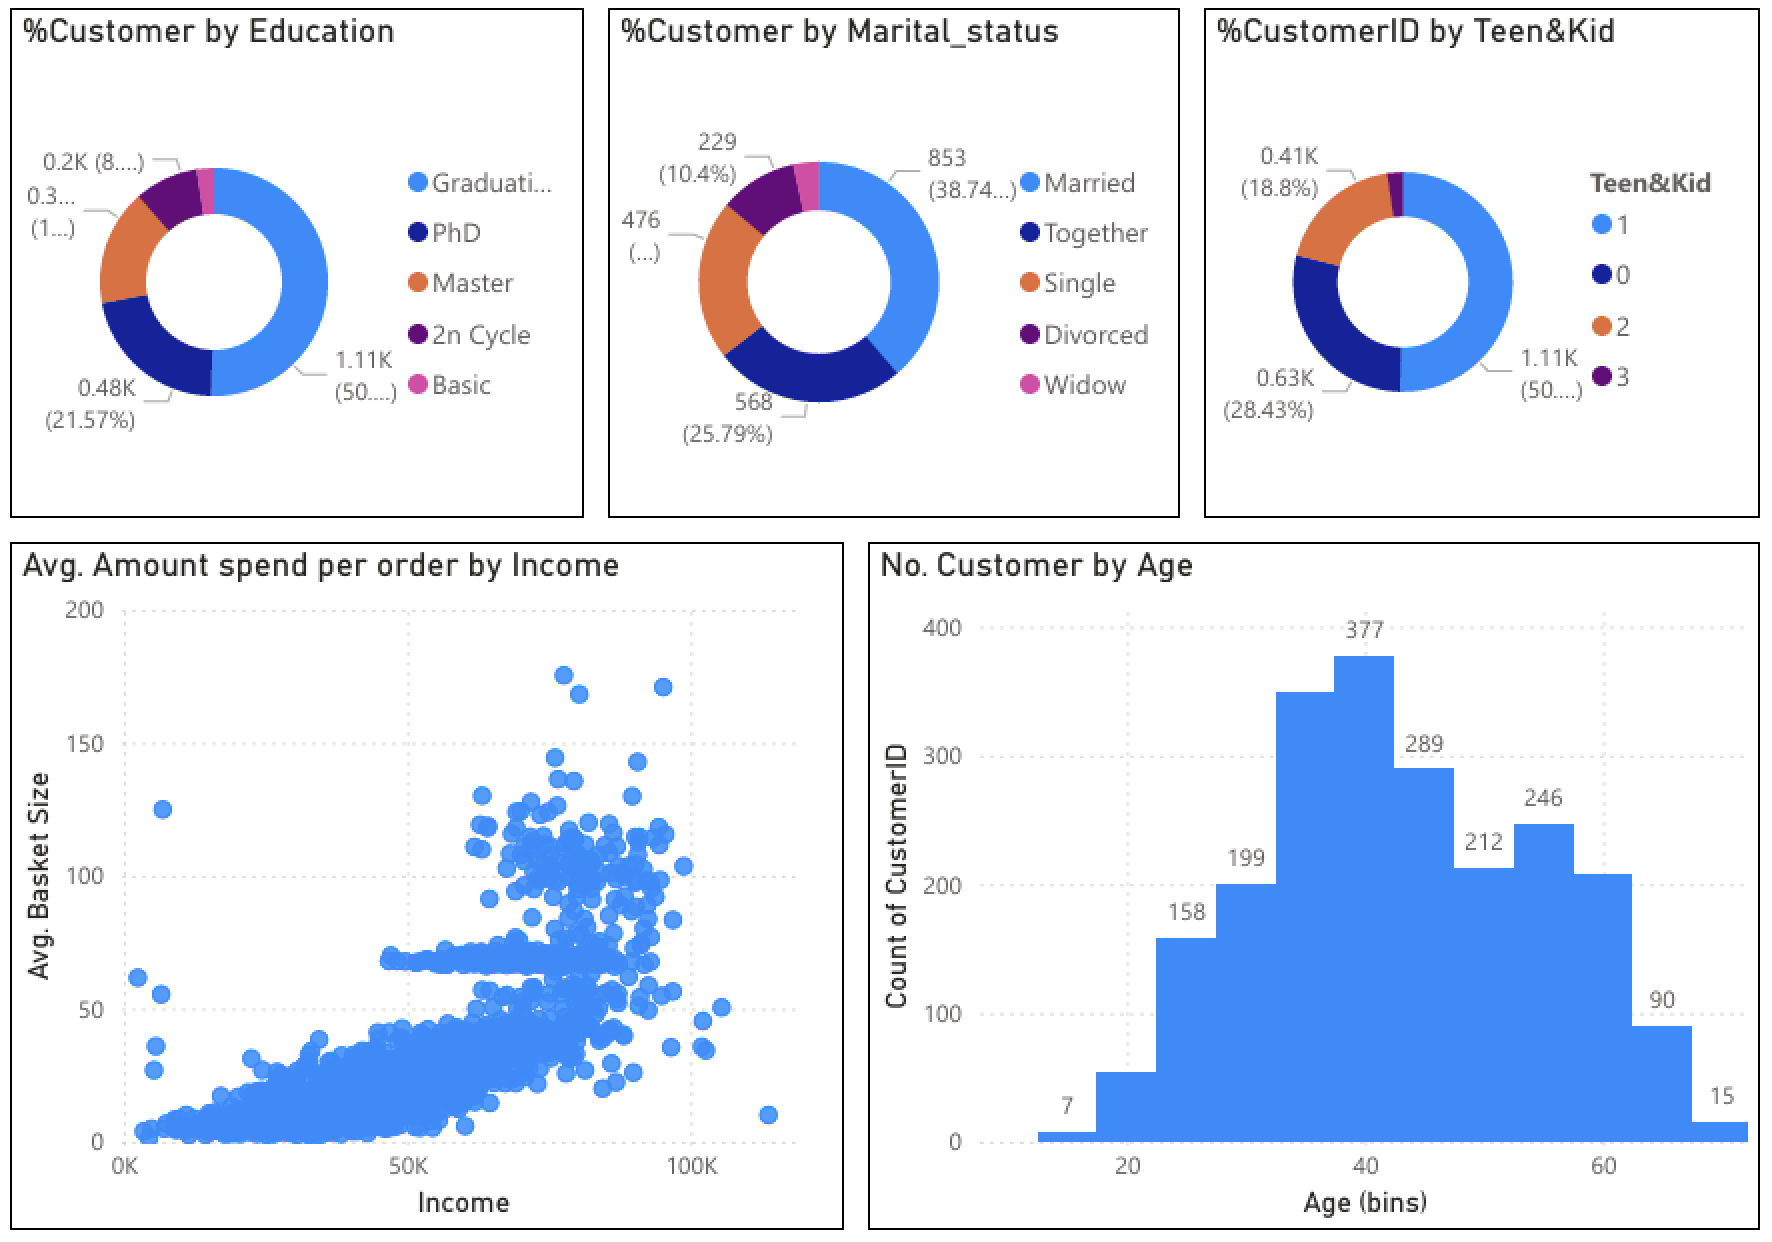 %Customer by Education
0.2K (8....)
0.3...
(1...)
0.48K
(21.57%)
1.11K
(50....)
Graduati...
PhD
Master
2n Cycle
Basic
%Customer by Marital_status
229
(10.4%)
476
(...)
568
(25.79%)
853
(38.74...)
Married
Together
Single
Divorced
Widow
%CustomerID by Teen&Kid
0.41K
(18.8%)
0.63K
(28.43%)
1.11K
(50....)
Teen&Kid
1
0
2
3
Avg. Amount spend per order by Income
Avg. Basket Size
200
150
100
50
0
0K
50K
100K
Income
No. Customer by Age
Count of CustomerID
400
300
200
100
0
7
158
199
377
289
212
246
90
15
20
40
60
Age (bins)